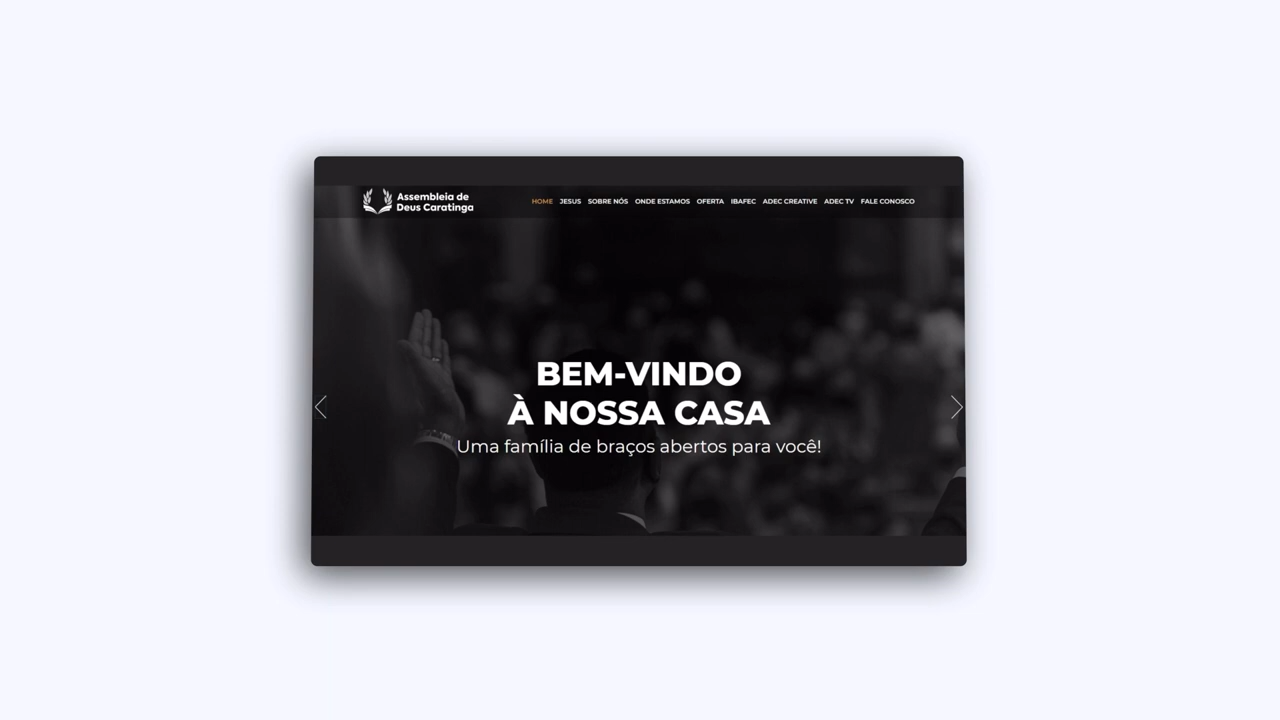 Assembleia de
Deus Caratinga
HOME JESUS SOBRE NÓS ONDE ESTAMOS OFERTA IBAFEC ADEC CREATIVE ADEC TV FALE CONOSCO
BEM-VINDO
À NOSSA CASA
Uma família de braços abertos para você!